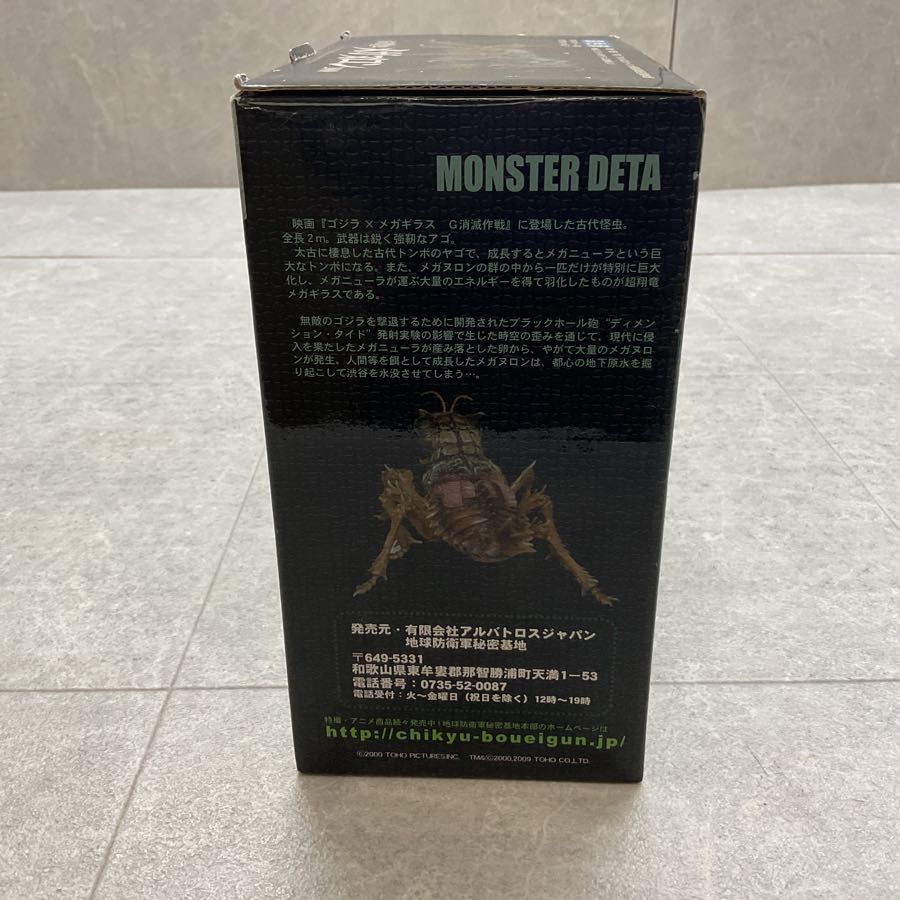 MONSTER DETA
映画『ゴジラ×メガギラス　G消滅作戦』に登場した古代怪虫。
全長2m。武器は鋭く強靭なアゴ。
太古に棲息した古代トンボのヤゴで、成長するとメガニューラという巨
大なトンボになる。また、メガヌロンの群の中から一匹だけが特別に巨大
化し、メガニューラが運ぶ大量のエネルギーを得て羽化したものが超翔竜
メガギラスである。
無敵のゴジラを撃退するために開発されたブラックホール砲“ディメン
ション・タイド”発射実験の影響で生じた時空の歪みを通じて、現代に侵
入を果たしたメガニューラが産み落とした卵から、やがて大量のメガヌロ
ンが発生。人間等を餌として成長したメガヌロンは、都心の地下原水を掘
り起こして渋谷を水没させてしまう…。
発売元・有限会社アルバトロスジャパン
地球防衛軍秘密基地
〒649-5331
和歌山県東牟婁郡那智勝浦町天満1−53
電話番号：0735-52-0087
電話受付：火〜金曜日（祝日を除く）12時〜19時
特撮・アニメ商品続々発売中！地球防衛軍秘密基地本部のホームページは
http://chikyu-boueigun.jp/
©2000 TOHO PICTURES,INC.　TM&©2000,2009 TOHO CO.,LTD.